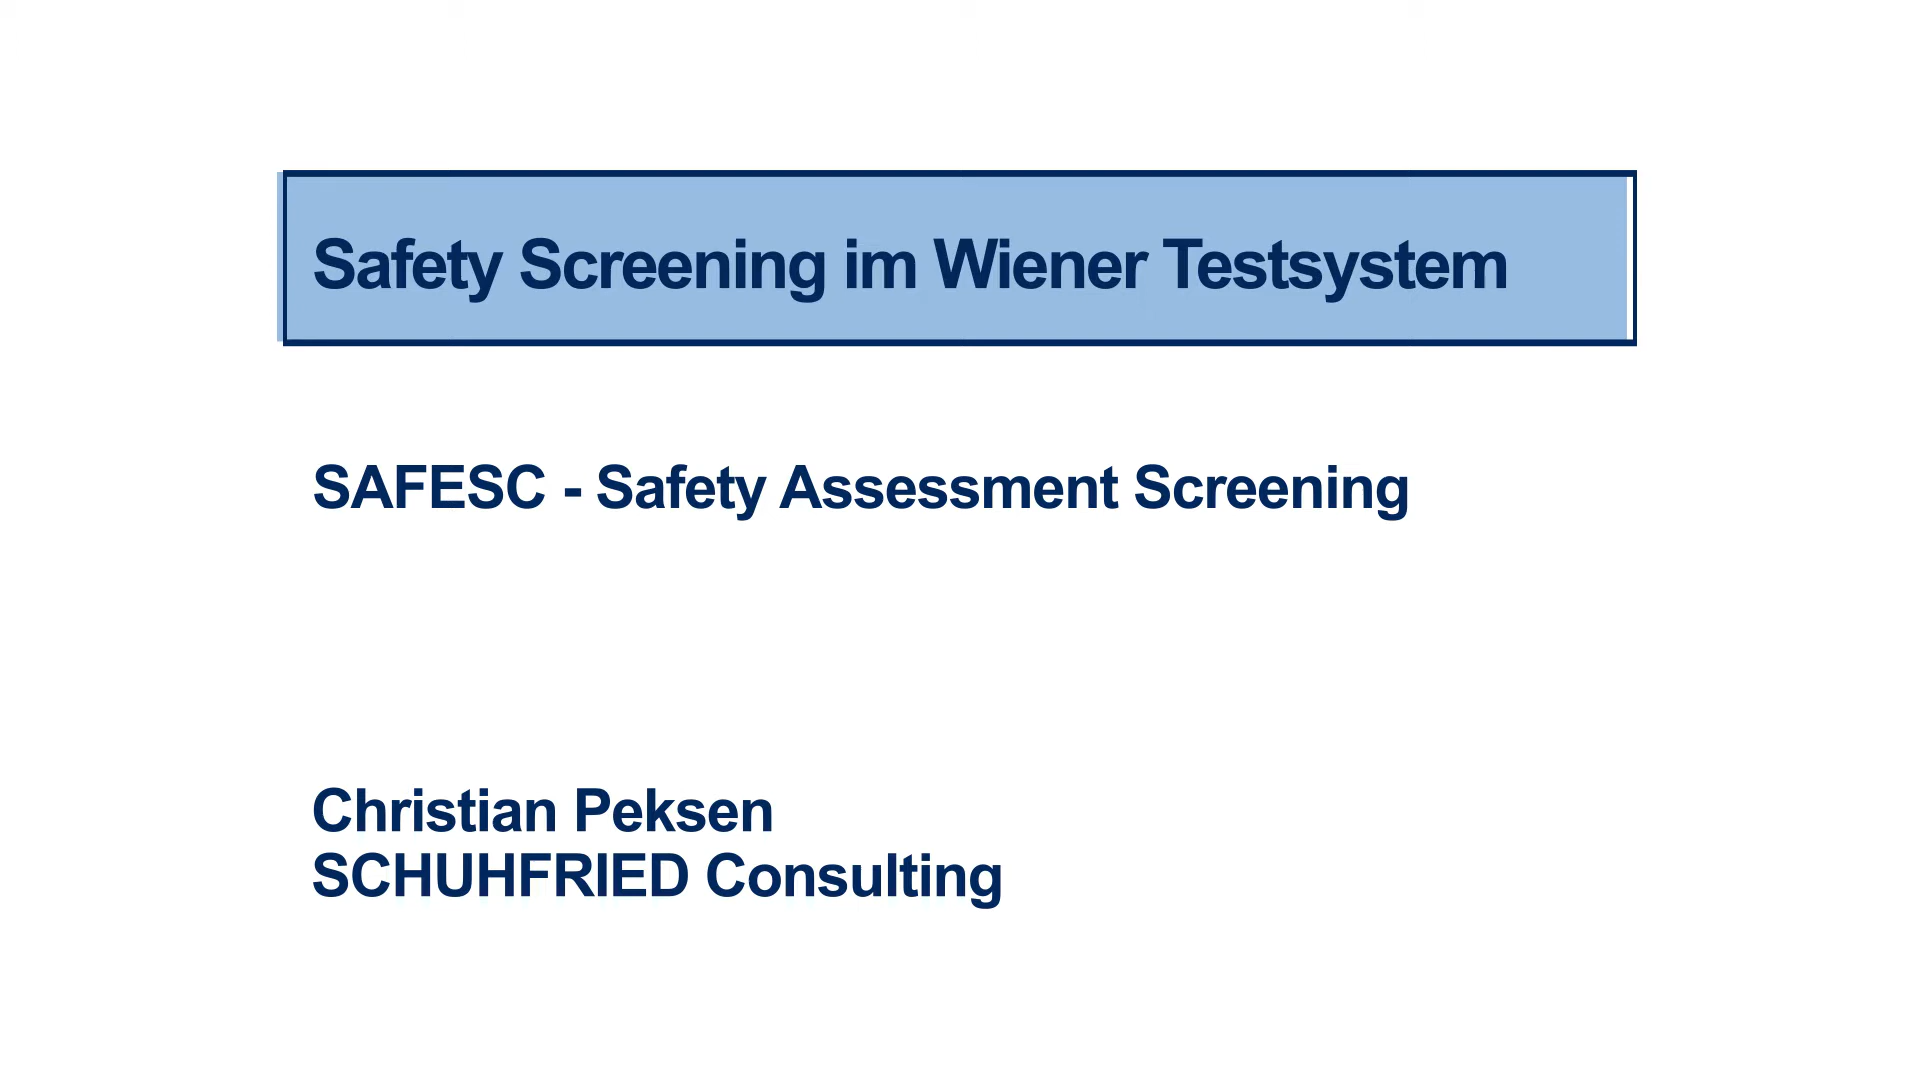 Safety Screening im Wiener Testsystem
SAFESC - Safety Assessment Screening
Christian Peksen
SCHUHFRIED Consulting